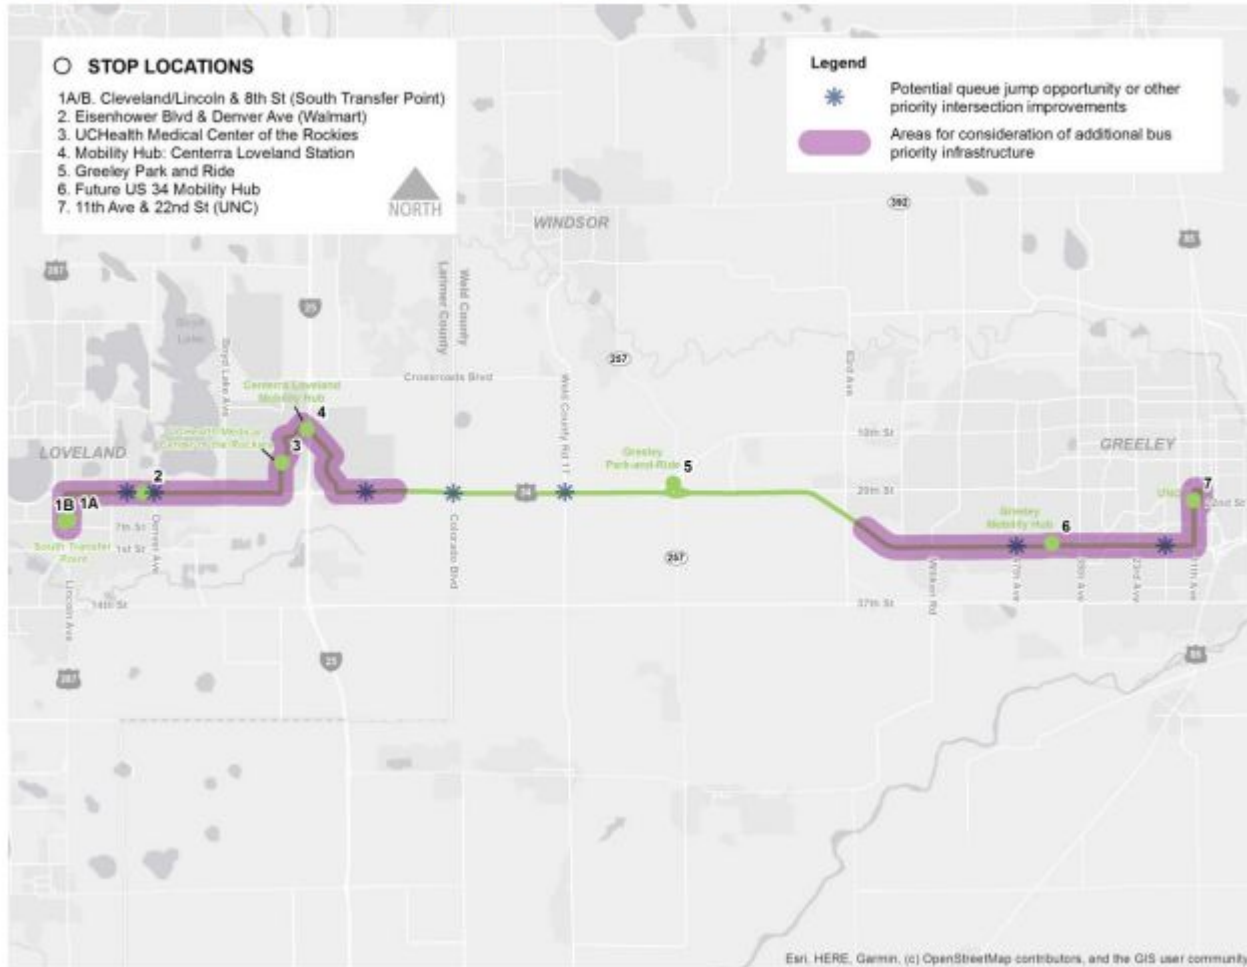 STOP LOCATIONS
1A/B. Cleveland/Lincoln & 8th St (South Transfer Point)
2. Eisenhower Blvd & Denver Ave (Walmart)
3. UCHealth Medical Center of the Rockies
4. Mobility Hub: Centerra Loveland Station
5. Greeley Park and Ride
6. Future US 34 Mobility Hub
7. 11th Ave & 22nd St (UNC)
NORTH
Legend
Potential queue jump opportunity or other
priority intersection improvements
Areas for consideration of additional bus
priority infrastructure
392
WINDSOR
85
287
Larimer County
Weld County
25
Boyd Lake
Boyd Lake Ave
257
Crossroads Blvd
Weld County Rd 17
83rd Ave
Centerra Loveland
Mobility Hub
4
10th St
LOVELAND
3
GREELEY
Greeley
Park-and-Ride
5
2
34
20th St
7
UNC
22nd St
1B
1A
7th St
Denver Ave
Colorado Blvd
Greeley
Mobility Hub
6
South Transfer
Point
1st St
257
47th Ave
35th Ave
23rd Ave
11th Ave
Lincoln Ave
14th St
37th St
25
85
287
Esri, HERE, Garmin, (c) OpenStreetMap contributors, and the GIS user community